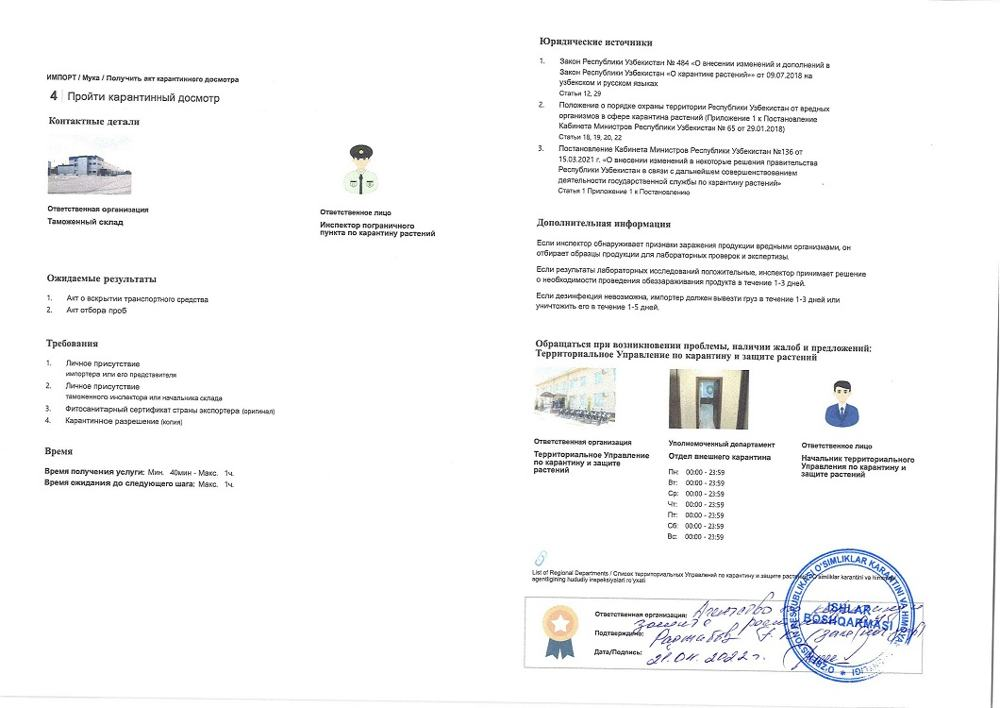 ИМПОРТ / Мука / Получить акт карантинного досмотра
4 Пройти карантинный досмотр
Контактные детали
Ответственная организация
Таможенный склад
Ответственное лицо
Инспектор пограничного
пункта по карантину растений
Ожидаемые результаты
1. Акт о вскрытии транспортного средства
2. Акт отбора проб
Требования
1. Личное присутствие
импортера или его представителя
2. Личное присутствие
таможенного инспектора или начальника склада
3. Фитосанитарный сертификат страны экспортера (оригинал)
4. Карантинное разрешение (копия)
Время
Время получения услуги: Мин. 40мин - Макс. 1ч.
Время ожидания до следующего шага: Макс. 1ч.
Юридические источники
1. Закон Республики Узбекистан № 484 «О внесении изменений и дополнений в
Закон Республики Узбекистан «О карантине растений»» от 09.07.2018 на
узбекском и русском языках
Статьи 12, 29
2. Положение о порядке охраны территории Республики Узбекистан от вредных
организмов в сфере карантина растений (Приложение 1 к Постановление
Кабинета Министров Республики Узбекистан № 65 от 29.01.2018)
Статьи 18, 19, 20, 22
3. Постановление Кабинета Министров Республики Узбекистан №136 от
15.03.2021 г. «О внесении изменений в некоторые решения правительства
Республики Узбекистан в связи с дальнейшем совершенствованием
деятельности государственной службы по карантину растений»
Статья 1 Приложение 1 к Постановлению
Дополнительная информация
Если инспектор обнаруживает признаки заражения продукции вредными организмами, он
отбирает образцы продукции для лабораторных проверок и экспертизы.
Если результаты лабораторных исследований положительные, инспектор принимает решение
о необходимости проведения обеззараживания продукта в течение 1-3 дней.
Если дезинфекция невозможна, импортер должен вывезти груз в течение 1-3 дней или
уничтожить его в течение 1-5 дней.
Обращаться при возникновении проблемы, наличии жалоб и предложений:
Территориальное Управление по карантину и защите растений
Ответственная организация
Территориальное Управление
по карантину и защите
растений
Уполномоченный департамент
Отдел внешнего карантина
Пн: 00:00 - 23:59
Вт: 00:00 - 23:59
Ср: 00:00 - 23:59
Чт: 00:00 - 23:59
Пт: 00:00 - 23:59
Сб: 00:00 - 23:59
Вс: 00:00 - 23:59
Ответственное лицо
Начальник территориального
Управления по карантину и
защите растений
List of Regional Departments / Список территориальных Управлений по карантину и защите
agentligining hududiy inspeksiyalari ro'yxati
Ответственная организация: Агентство по
защите
Подтверждено:
Дата/Подпись: 21.04.2022 г.
ISHLAR
BOSHQARMASI